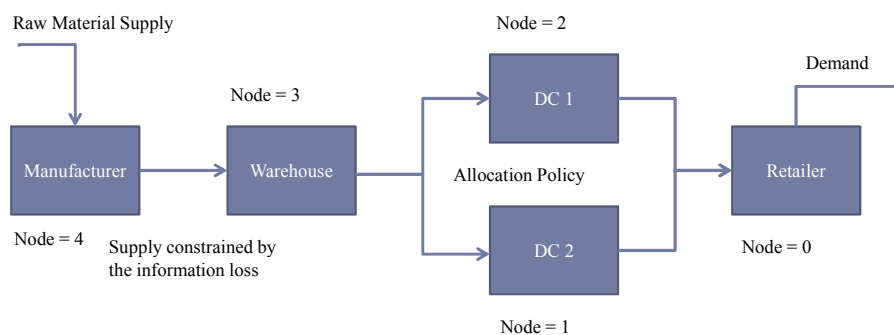 Raw Material Supply
Node = 2
Demand
Node = 3
DC 1
Manufacturer
Warehouse
Allocation Policy
Retailer
Node = 4
Supply constrained by
the information loss
DC 2
Node = 0
Node = 1